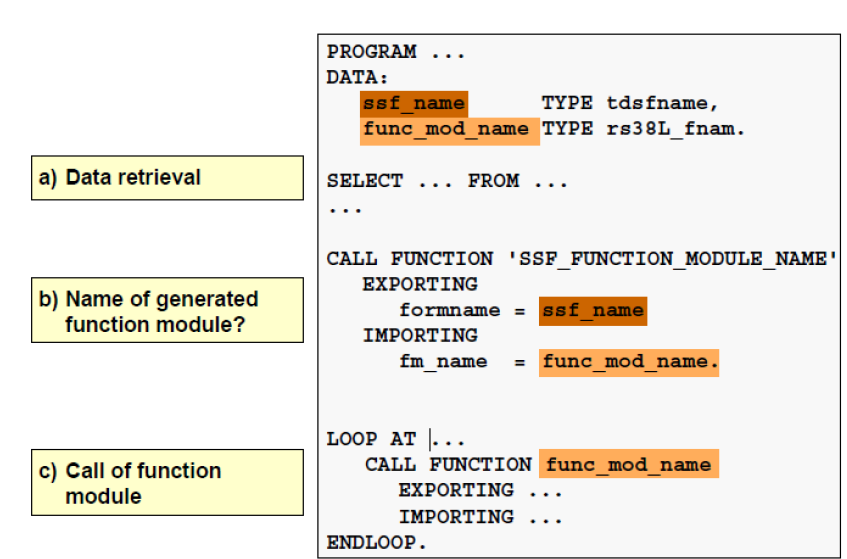 PROGRAM ...
DATA:
ssf_name TYPE tdsfname,
func_mod_name TYPE rs38L_fnam.
a) Data retrieval
SELECT ... FROM ...
...
CALL FUNCTION 'SSF_FUNCTION_MODULE_NAME'
EXPORTING
b) Name of generated
function module?
formname = ssf_name
IMPORTING
fm_name = func_mod_name.
LOOP AT ...
c) Call of function
module
CALL FUNCTION func_mod_name
EXPORTING ...
IMPORTING ...
ENDLOOP.